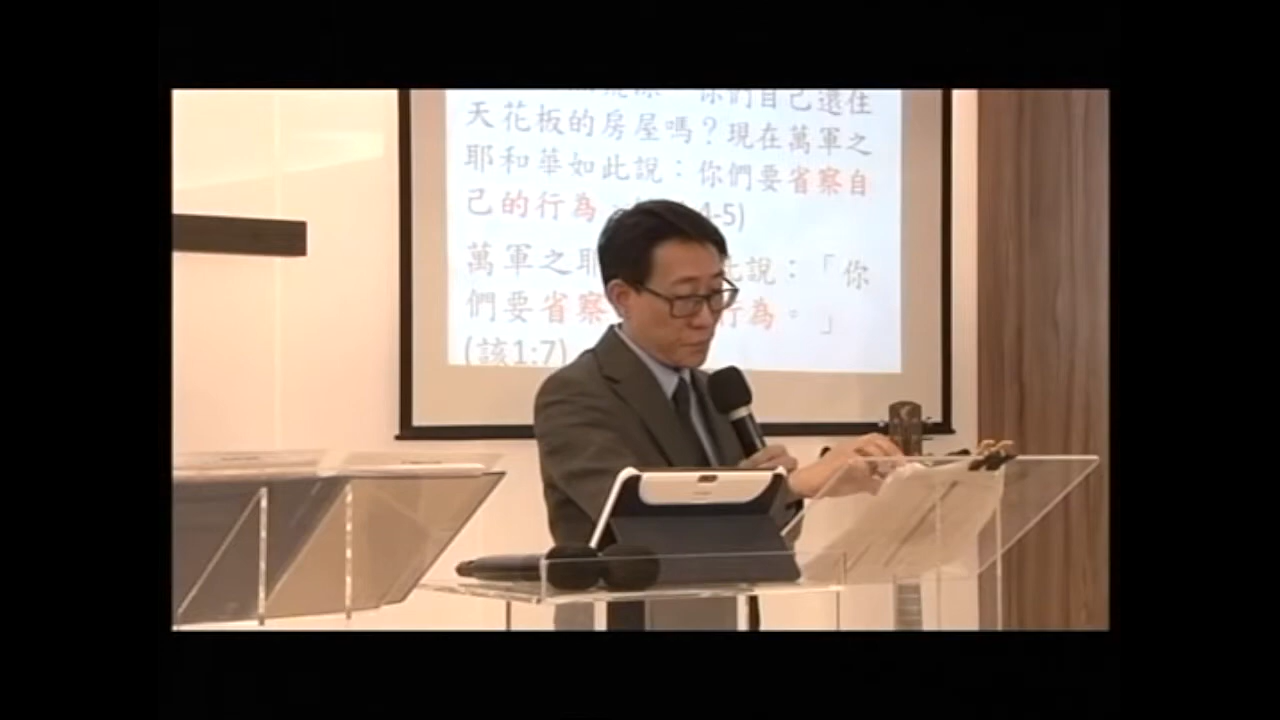 你們自己還住
天花板的房屋嗎?現在萬軍之
耶和華如此說:你們要省察自
己的行為 4-5)
萬軍之耶 此說:「你
們要省察 行為。」
(該1:7)